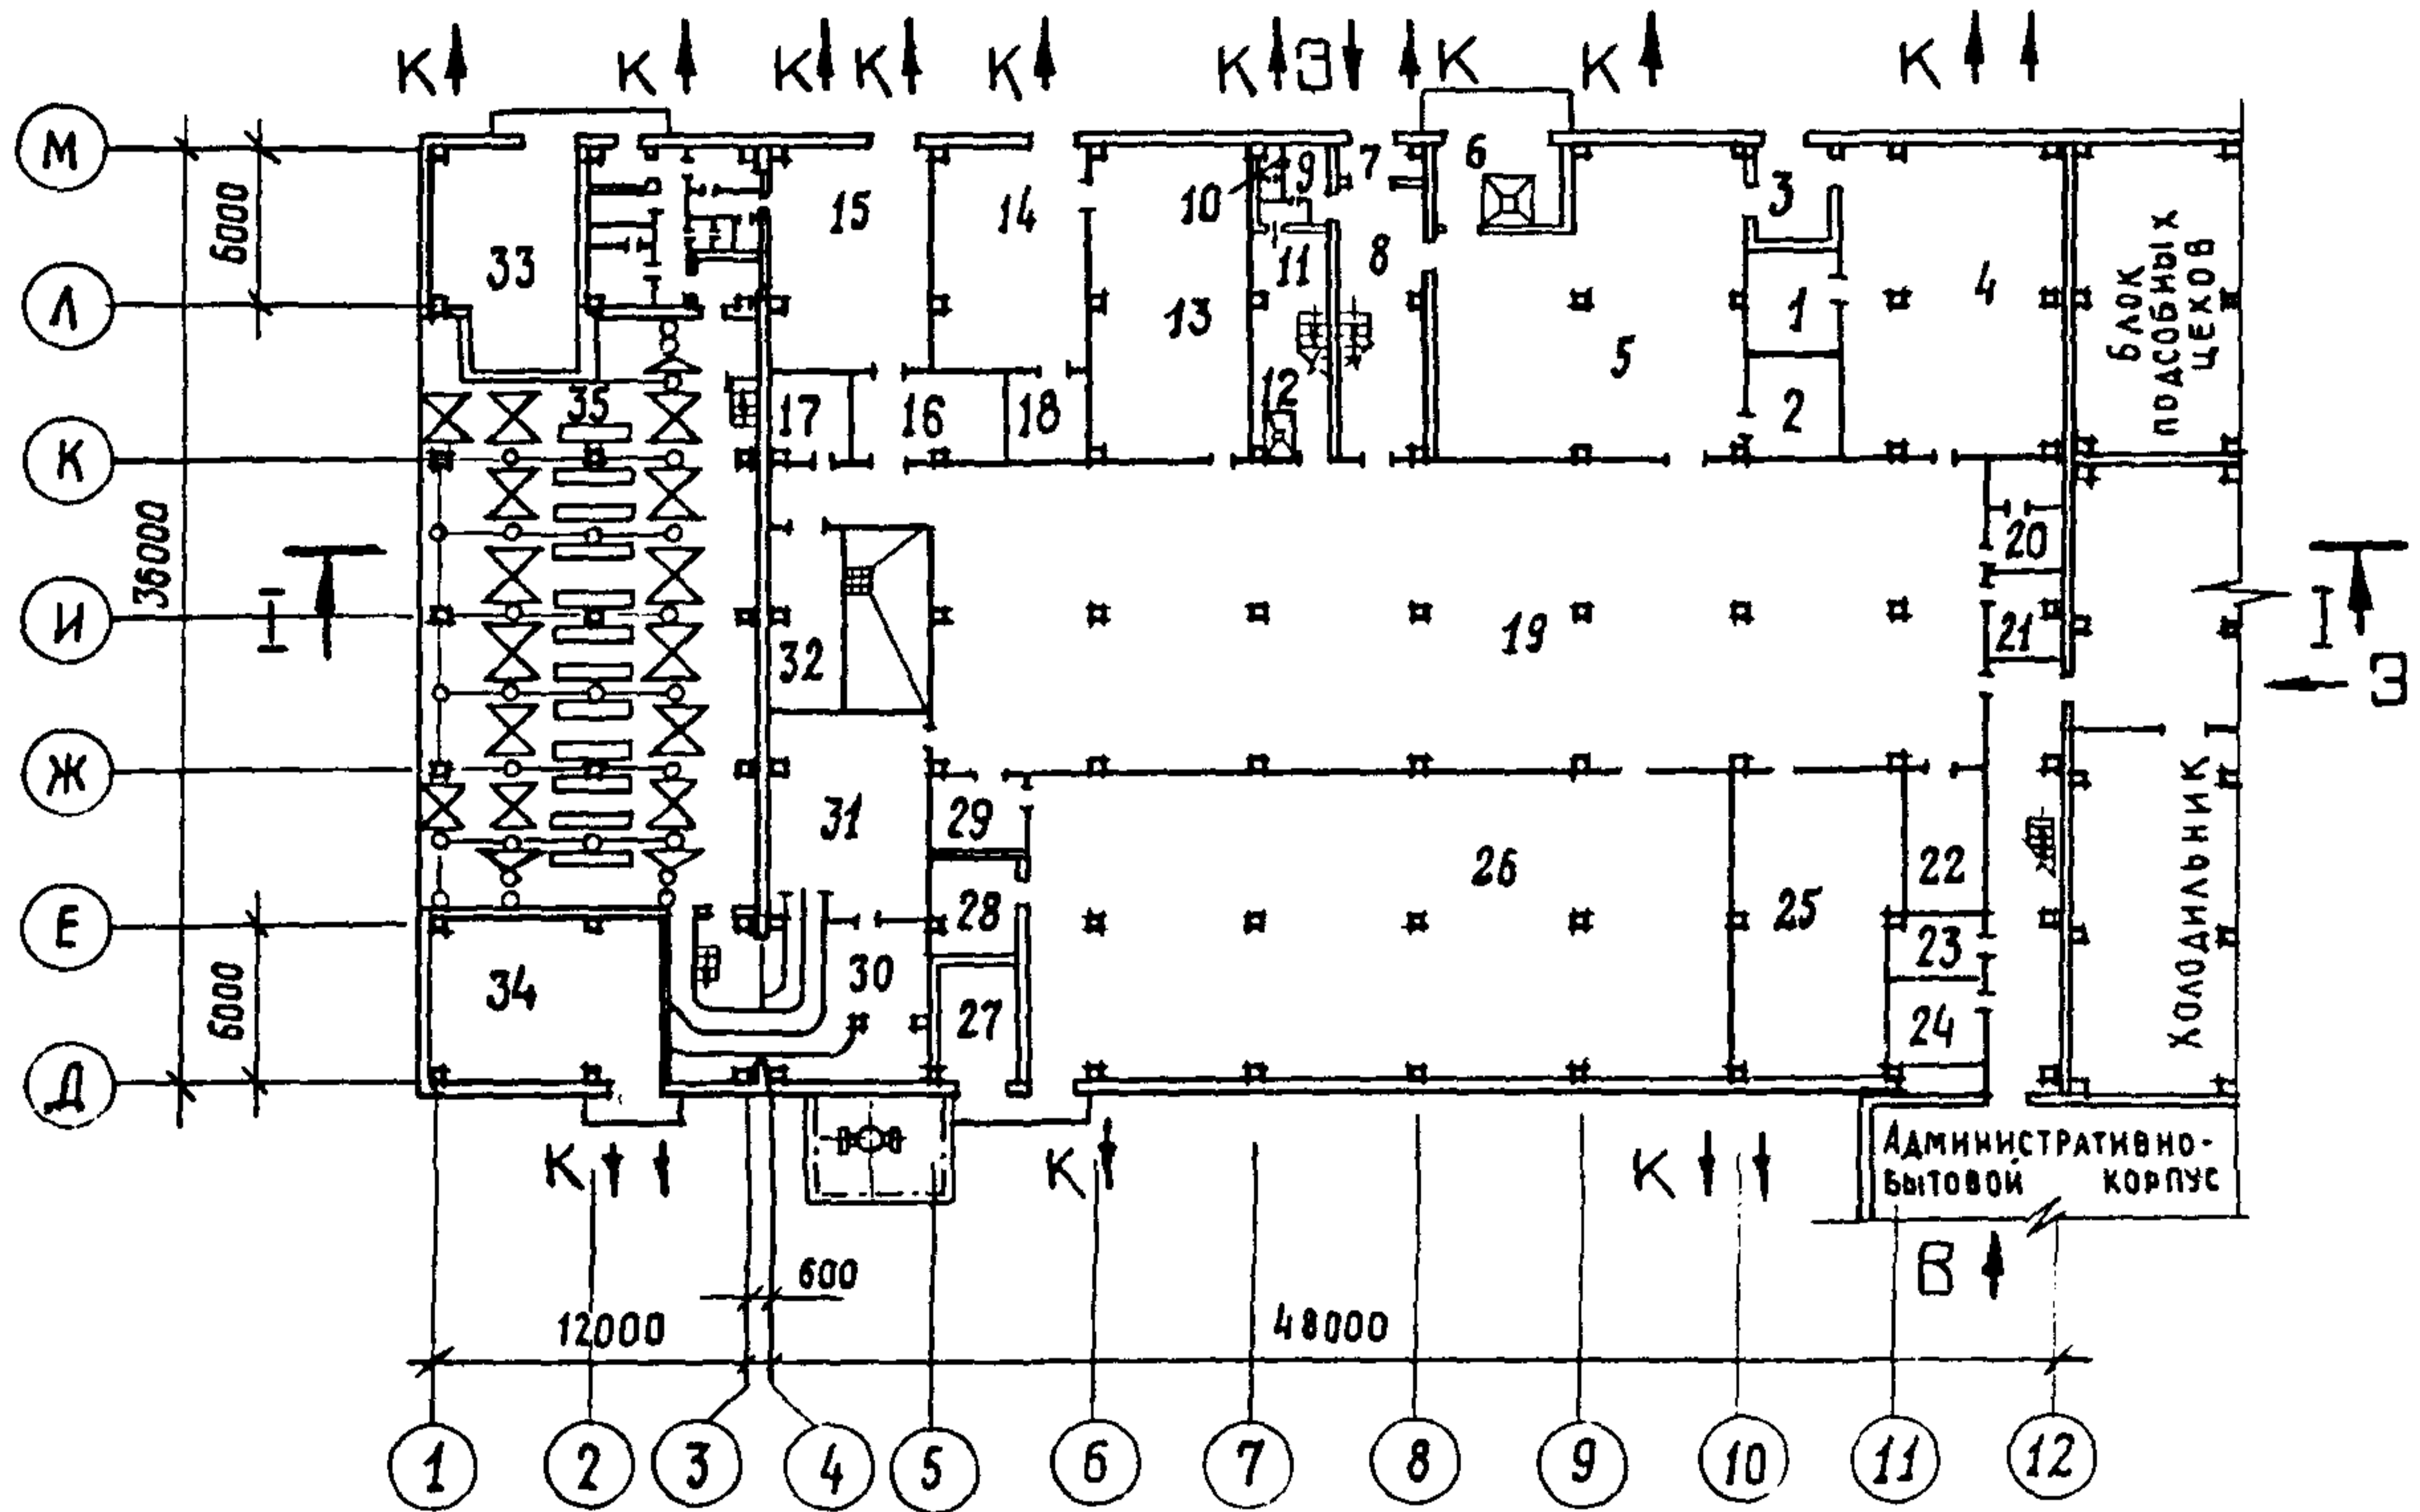 К К К К К К З К К К
М
Л
К
И
Ж
Е
Д
6000
36000
6000
33
15
14
13
10
9
7
6
3
11
8
12
5
1
2
4
БЛОК
ПОДСОБНЫХ
ЦЕХОВ
35
17
16
18
20
21
19
32
I
I
З
31
29
28
26
25
22
23
24
30
27
34
ХОЛОДИЛЬНИК
К
К
К
АДМИНИСТРАТИВНО-
БЫТОВОЙ КОРПУС
В
600
12000
48000
1 2 3 4 5 6 7 8 9 10 11 12